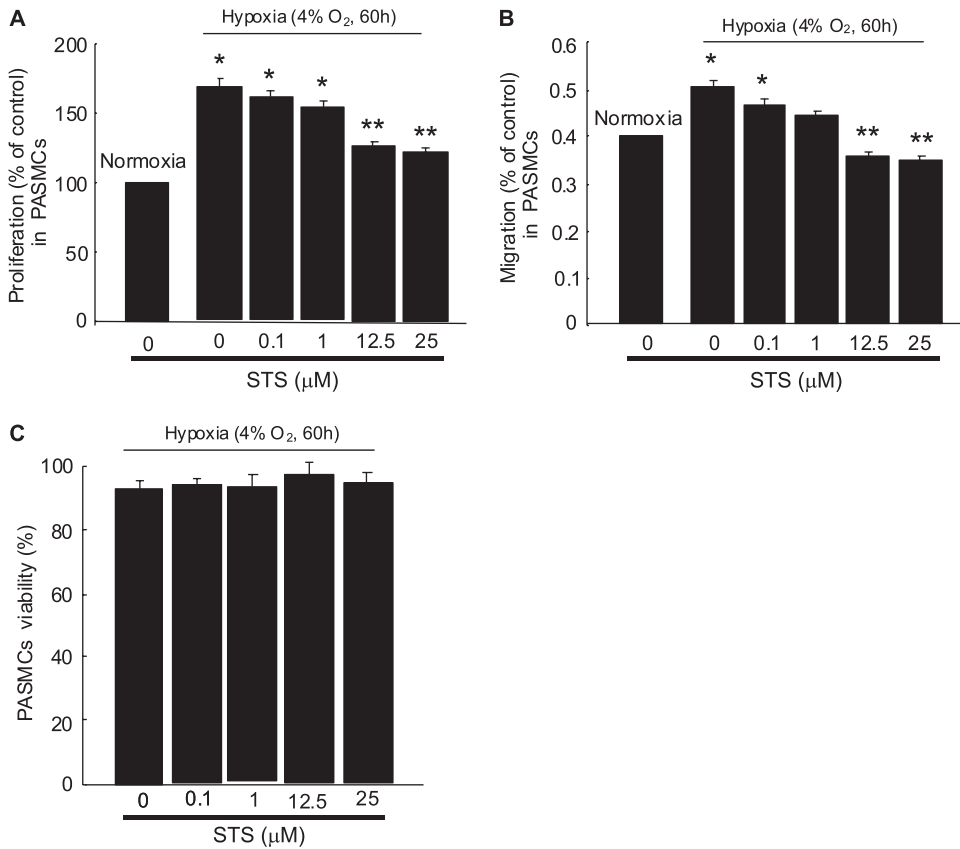 A
Hypoxia (4% O2, 60h)
Proliferation (% of control)
in PASMCs
200
150
100
50
0
Normoxia
*
*
*
**
**
0
0
0.1
1
12.5
25
STS (μM)
B
Hypoxia (4% O2, 60h)
Migration (% of control)
in PASMCs
0.6
0.5
0.4
0.3
0.2
0.1
0
Normoxia
*
*
**
**
0
0
0.1
1
12.5
25
STS (μM)
C
Hypoxia (4% O2, 60h)
PASMCs viability (%)
100
80
60
40
20
0
0
0.1
1
12.5
25
STS (μM)